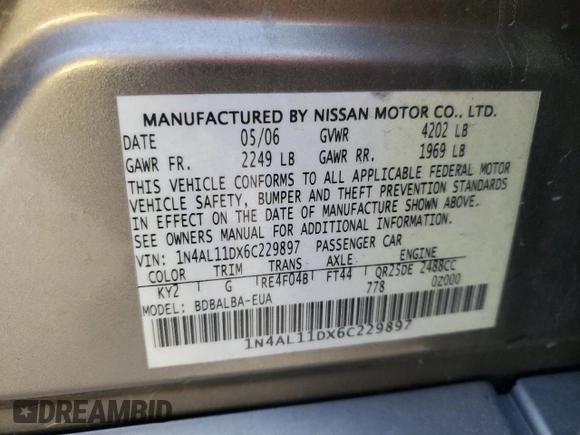 MANUFACTURED BY NISSAN MOTOR CO., LTD.
DATE 05/06 GVWR 4202 LB
GAWR FR. 2249 LB GAWR RR. 1969 LB
THIS VEHICLE CONFORMS TO ALL APPLICABLE FEDERAL MOTOR
VEHICLE SAFETY, BUMPER AND THEFT PREVENTION STANDARDS
IN EFFECT ON THE DATE OF MANUFACTURE SHOWN ABOVE.
SEE OWNERS MANUAL FOR ADDITIONAL INFORMATION.
VIN: 1N4AL11DX6C229897 PASSENGER CAR
COLOR TRIM TRANS AXLE ENGINE
KY2 G RE4F04B FT44 QR25DE 2488CC
MODEL: BDBALBA-EUA 778 02000
1N4AL11DX6C229897
DREAMBID